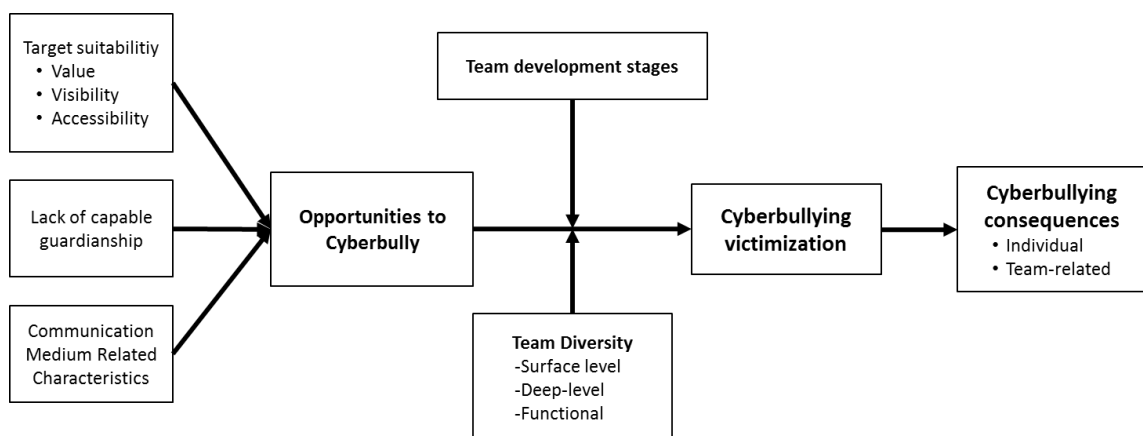 Target suitabilitiy
• Value
• Visibility
• Accessibility
Lack of capable
guardianship
Communication
Medium Related
Characteristics
Opportunities to
Cyberbully
Team development stages
Team Diversity
-Surface level
-Deep-level
-Functional
Cyberbullying
victimization
Cyberbullying
consequences
• Individual
• Team-related